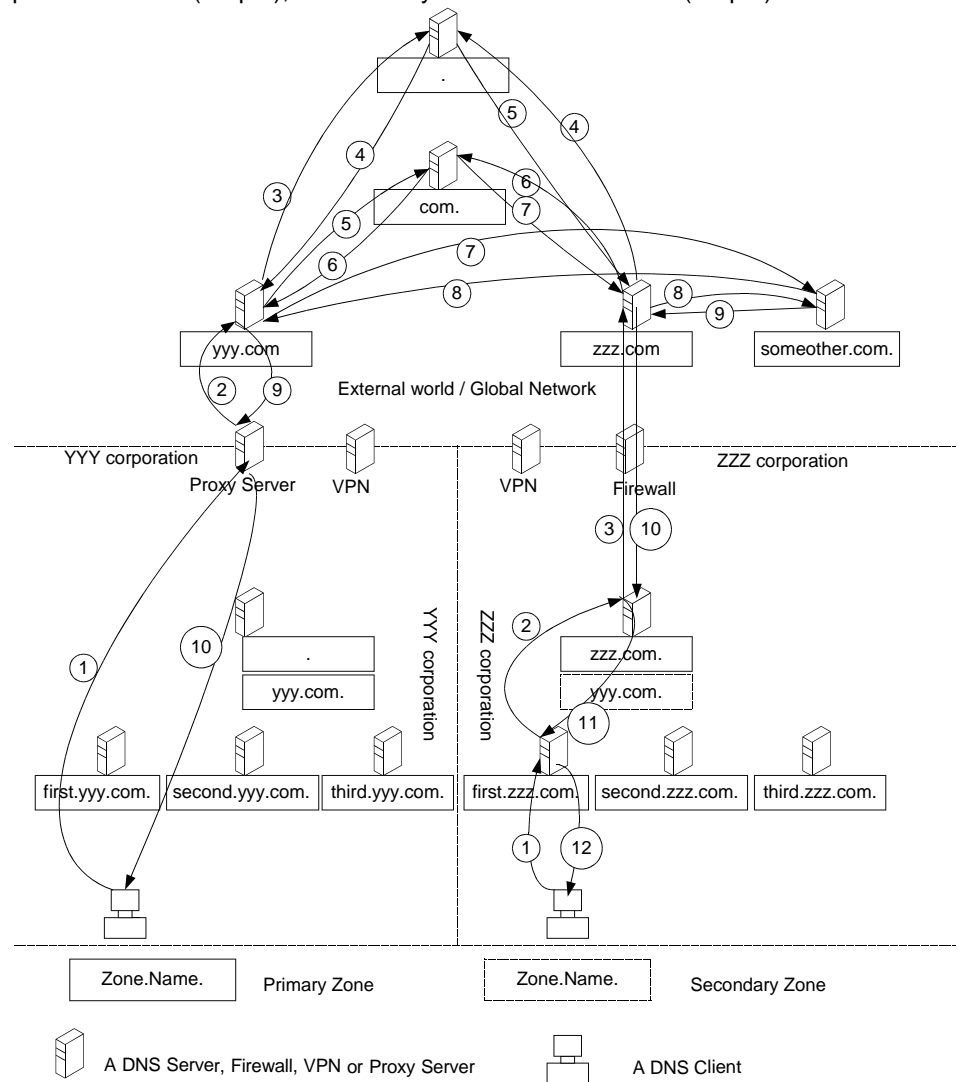 .
5
4
4
com.
6
3
5
7
6
7
8
8
9
yyy.com
zzz.com
someother.com.
2
9
External world / Global Network
YYY corporation
ZZZ corporation
Proxy Server
VPN
VPN
Firewall
3
10
YYY corporation
ZZZ corporation
2
10
.
zzz.com.
1
yyy.com.
yyy.com.
11
first.yyy.com.
second.yyy.com.
third.yyy.com.
first.zzz.com.
second.zzz.com.
third.zzz.com.
1
12
Zone.Name.
Primary Zone
Zone.Name.
Secondary Zone
A DNS Server, Firewall, VPN or Proxy Server
A DNS Client